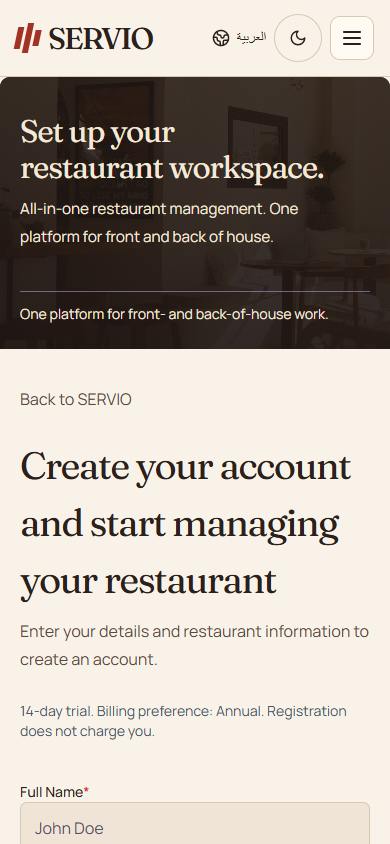 SERVIO
العربية
Set up your
restaurant workspace.
All-in-one restaurant management. One
platform for front and back of house.
One platform for front- and back-of-house work.
Back to SERVIO
Create your account
and start managing
your restaurant
Enter your details and restaurant information to
create an account.
14-day trial. Billing preference: Annual. Registration
does not charge you.
Full Name*
John Doe